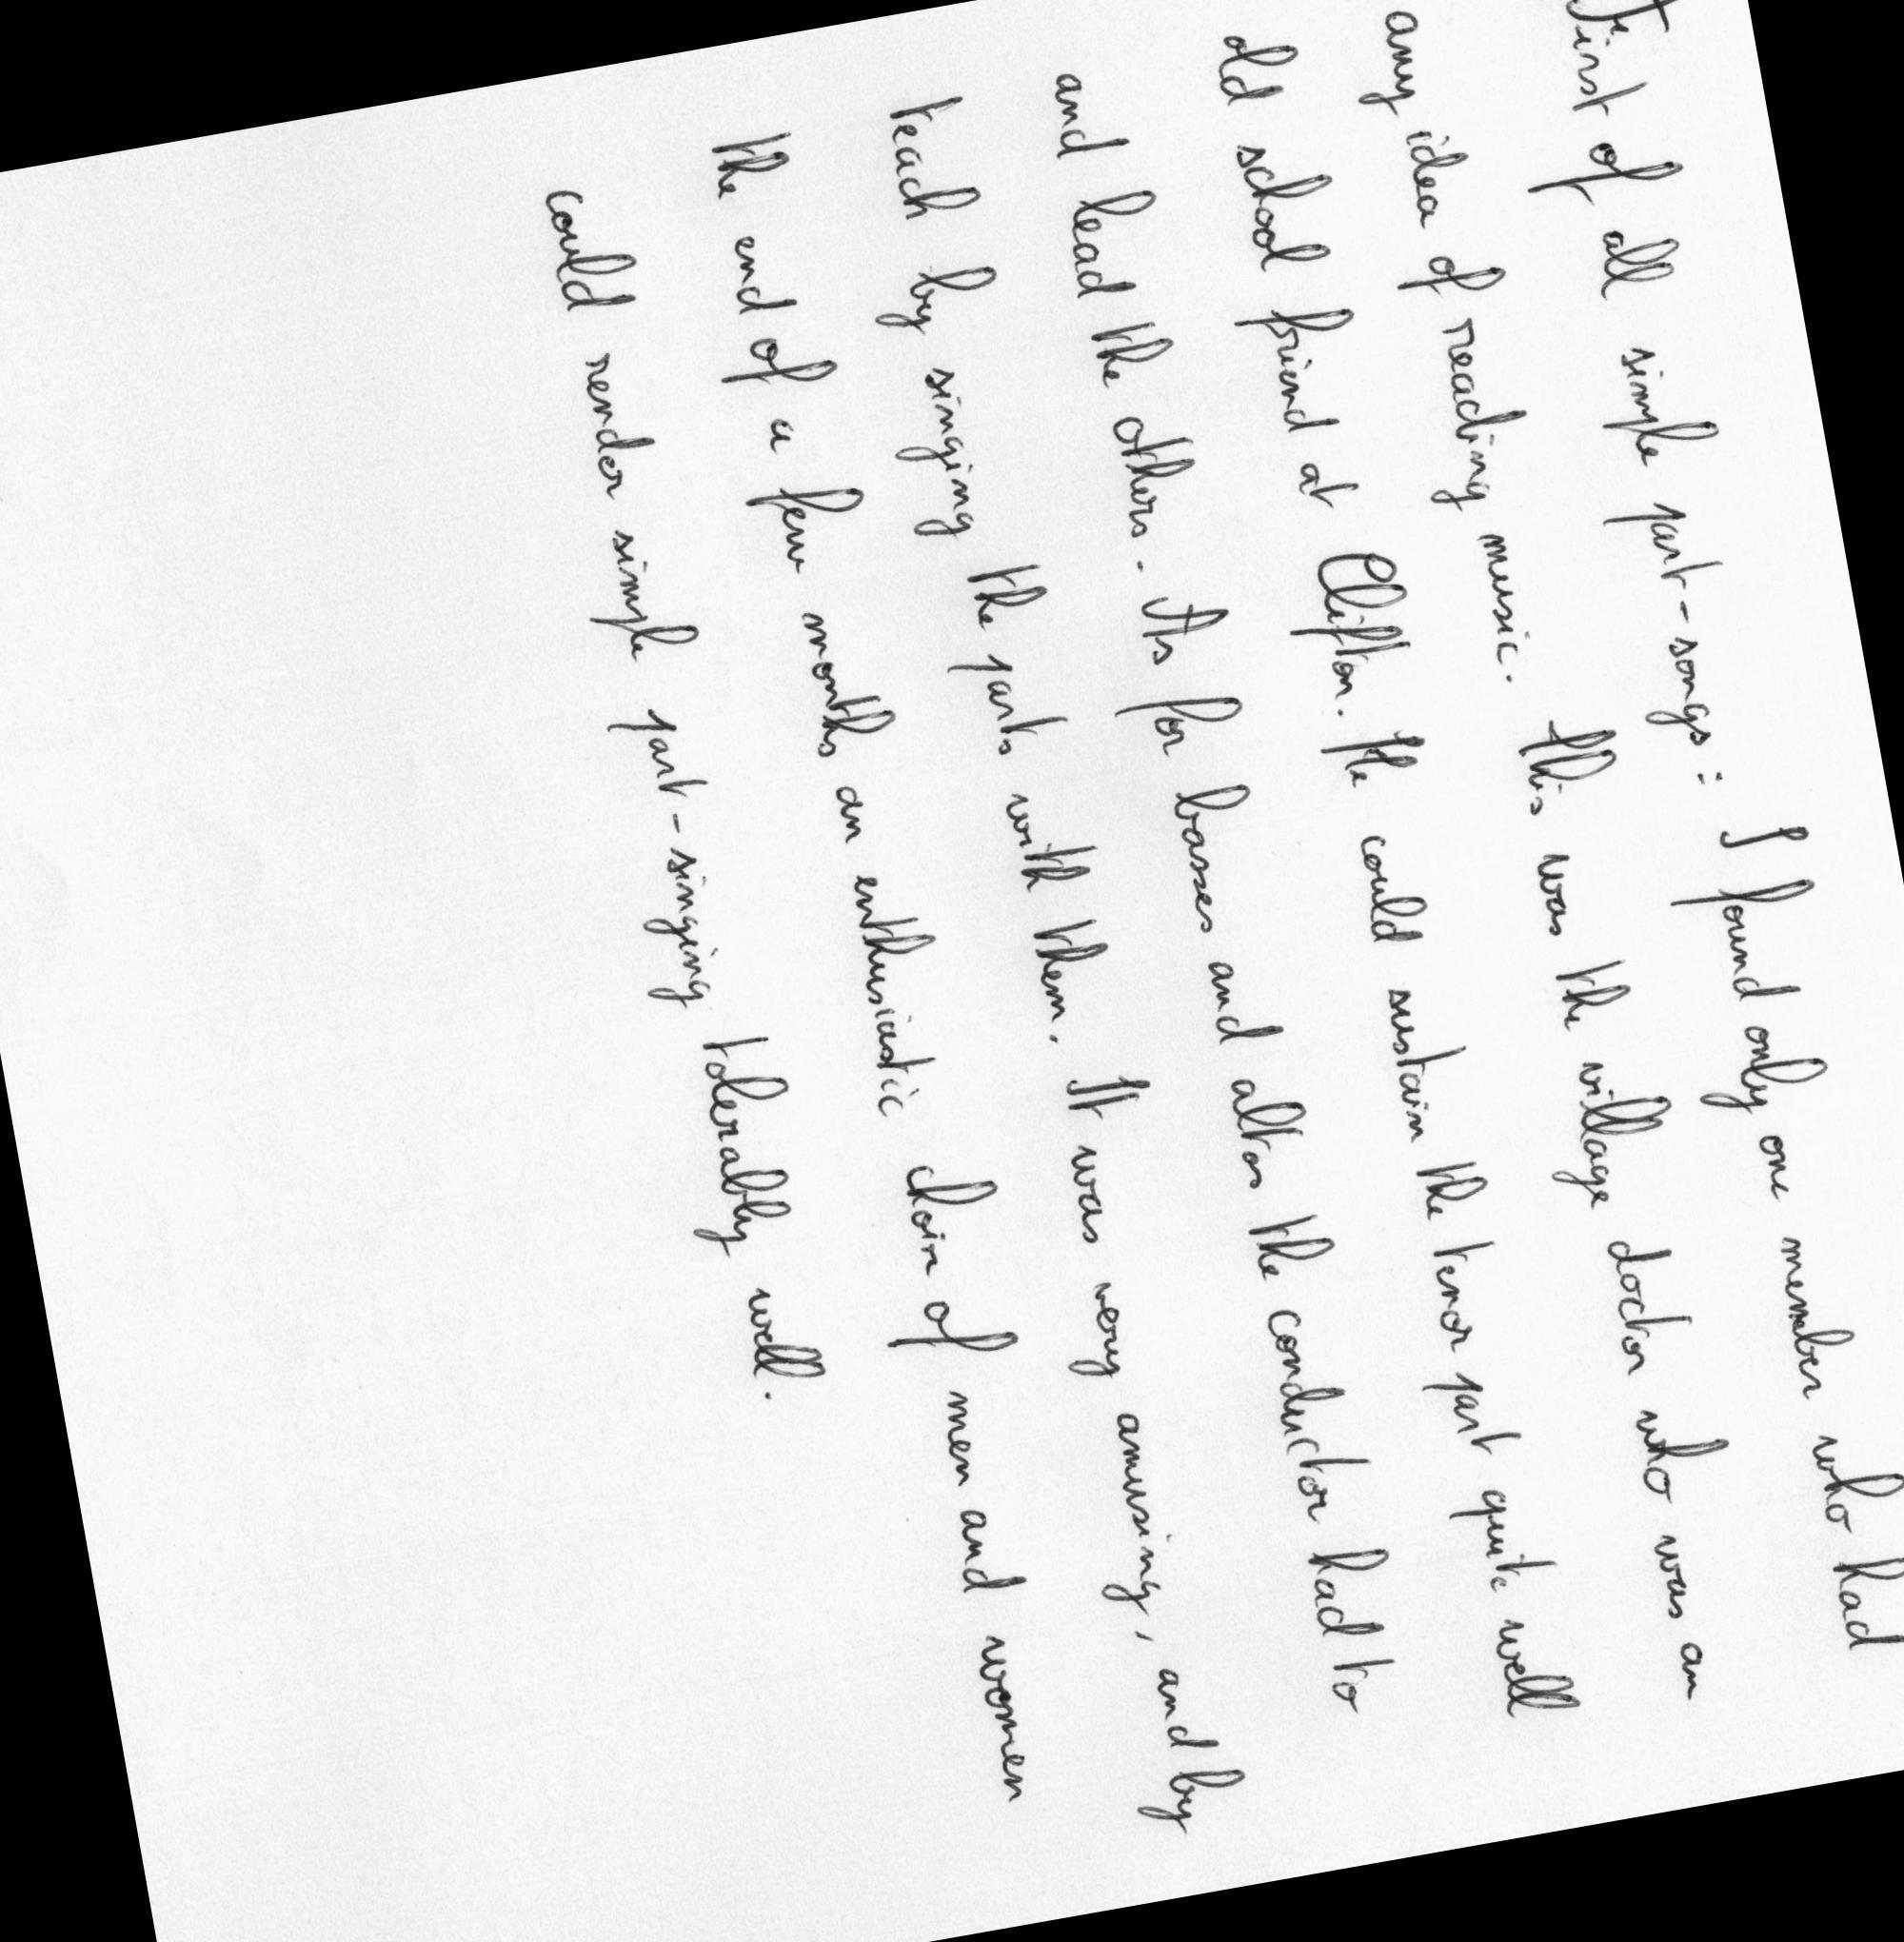 First of all simple part-songs: I found only one member who had
any idea of reading music. This was the village doctor who was an
old school friend at Clifton. He could sustain the tenor part quite well
and lead the others. As for basses and altos the conductor had to
teach by singing the parts with them. It was very amusing, and by
the end of a few months an enthusiastic choir of men and women
could render simple part-singing tolerably well.